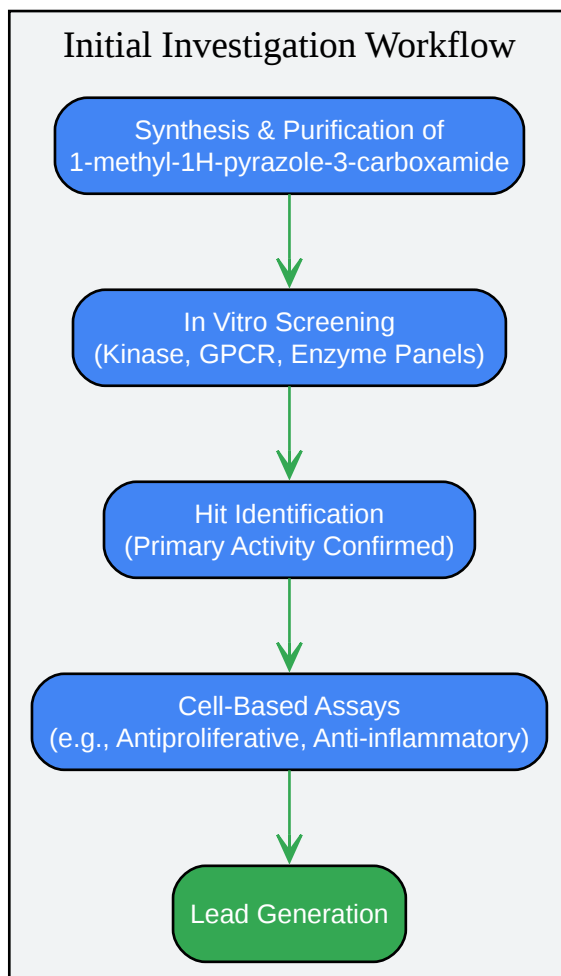 Initial Investigation Workflow
Synthesis & Purification of
1-methyl-1H-pyrazole-3-carboxamide
In Vitro Screening
(Kinase, GPCR, Enzyme Panels)
Hit Identification
(Primary Activity Confirmed)
Cell-Based Assays
(e.g., Antiproliferative, Anti-inflammatory)
Lead Generation